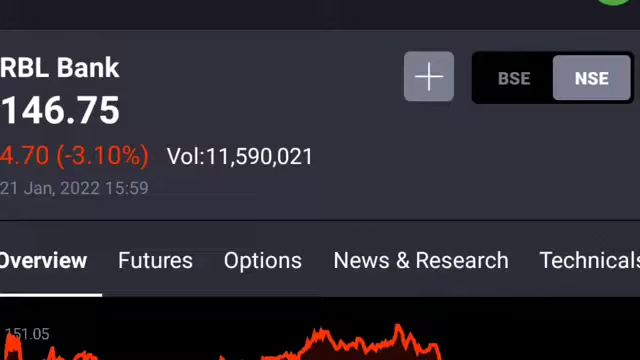 RBL Bank
BSE NSE
146.75
4.70 (-3.10%) Vol:11,590,021
21 Jan, 2022 15:59
Overview Futures Options News & Research Technicals
151.05